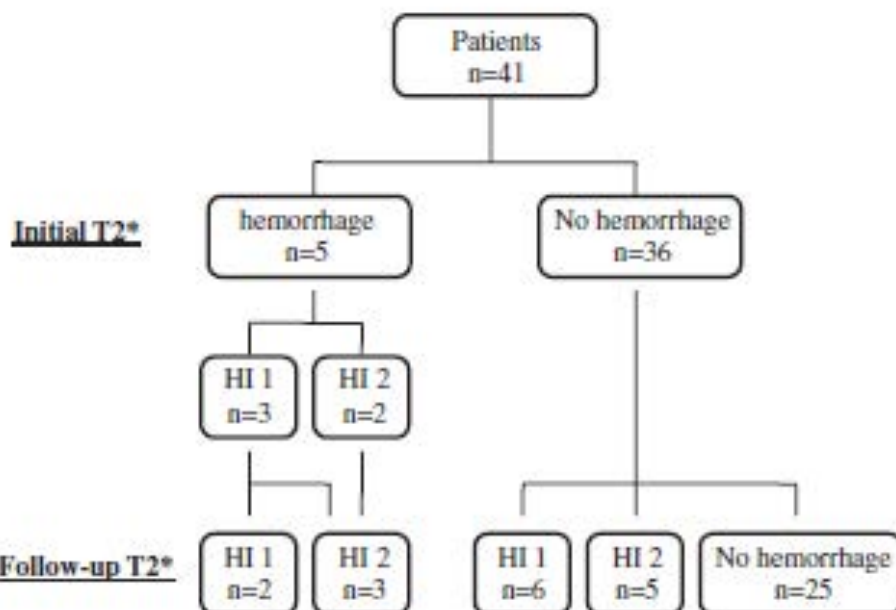 Patients
n=41
Initial T2*
hemorrhage
n=5
No hemorrhage
n=36
HI 1
n=3
HI 2
n=2
Follow-up T2*
HI 1
n=2
HI 2
n=3
HI 1
n=6
HI 2
n=5
No hemorrhage
n=25